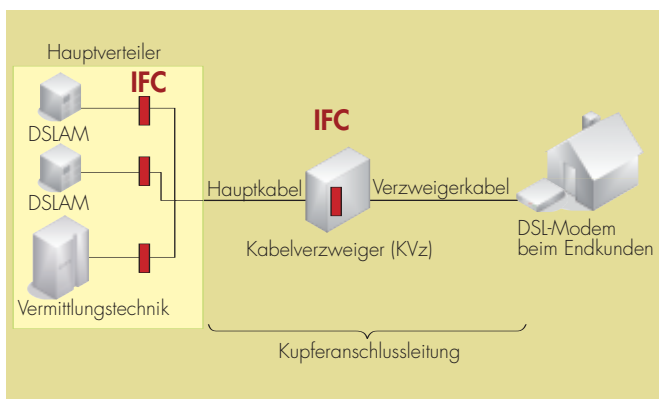 Hauptverteiler
IFC
DSLAM
DSLAM
Vermittlungstechnik
Hauptkabel
IFC
Kabelverzweiger (KVz)
Verzweigerkabel
DSL-Modem
beim Endkunden
Kupferanschlussleitung